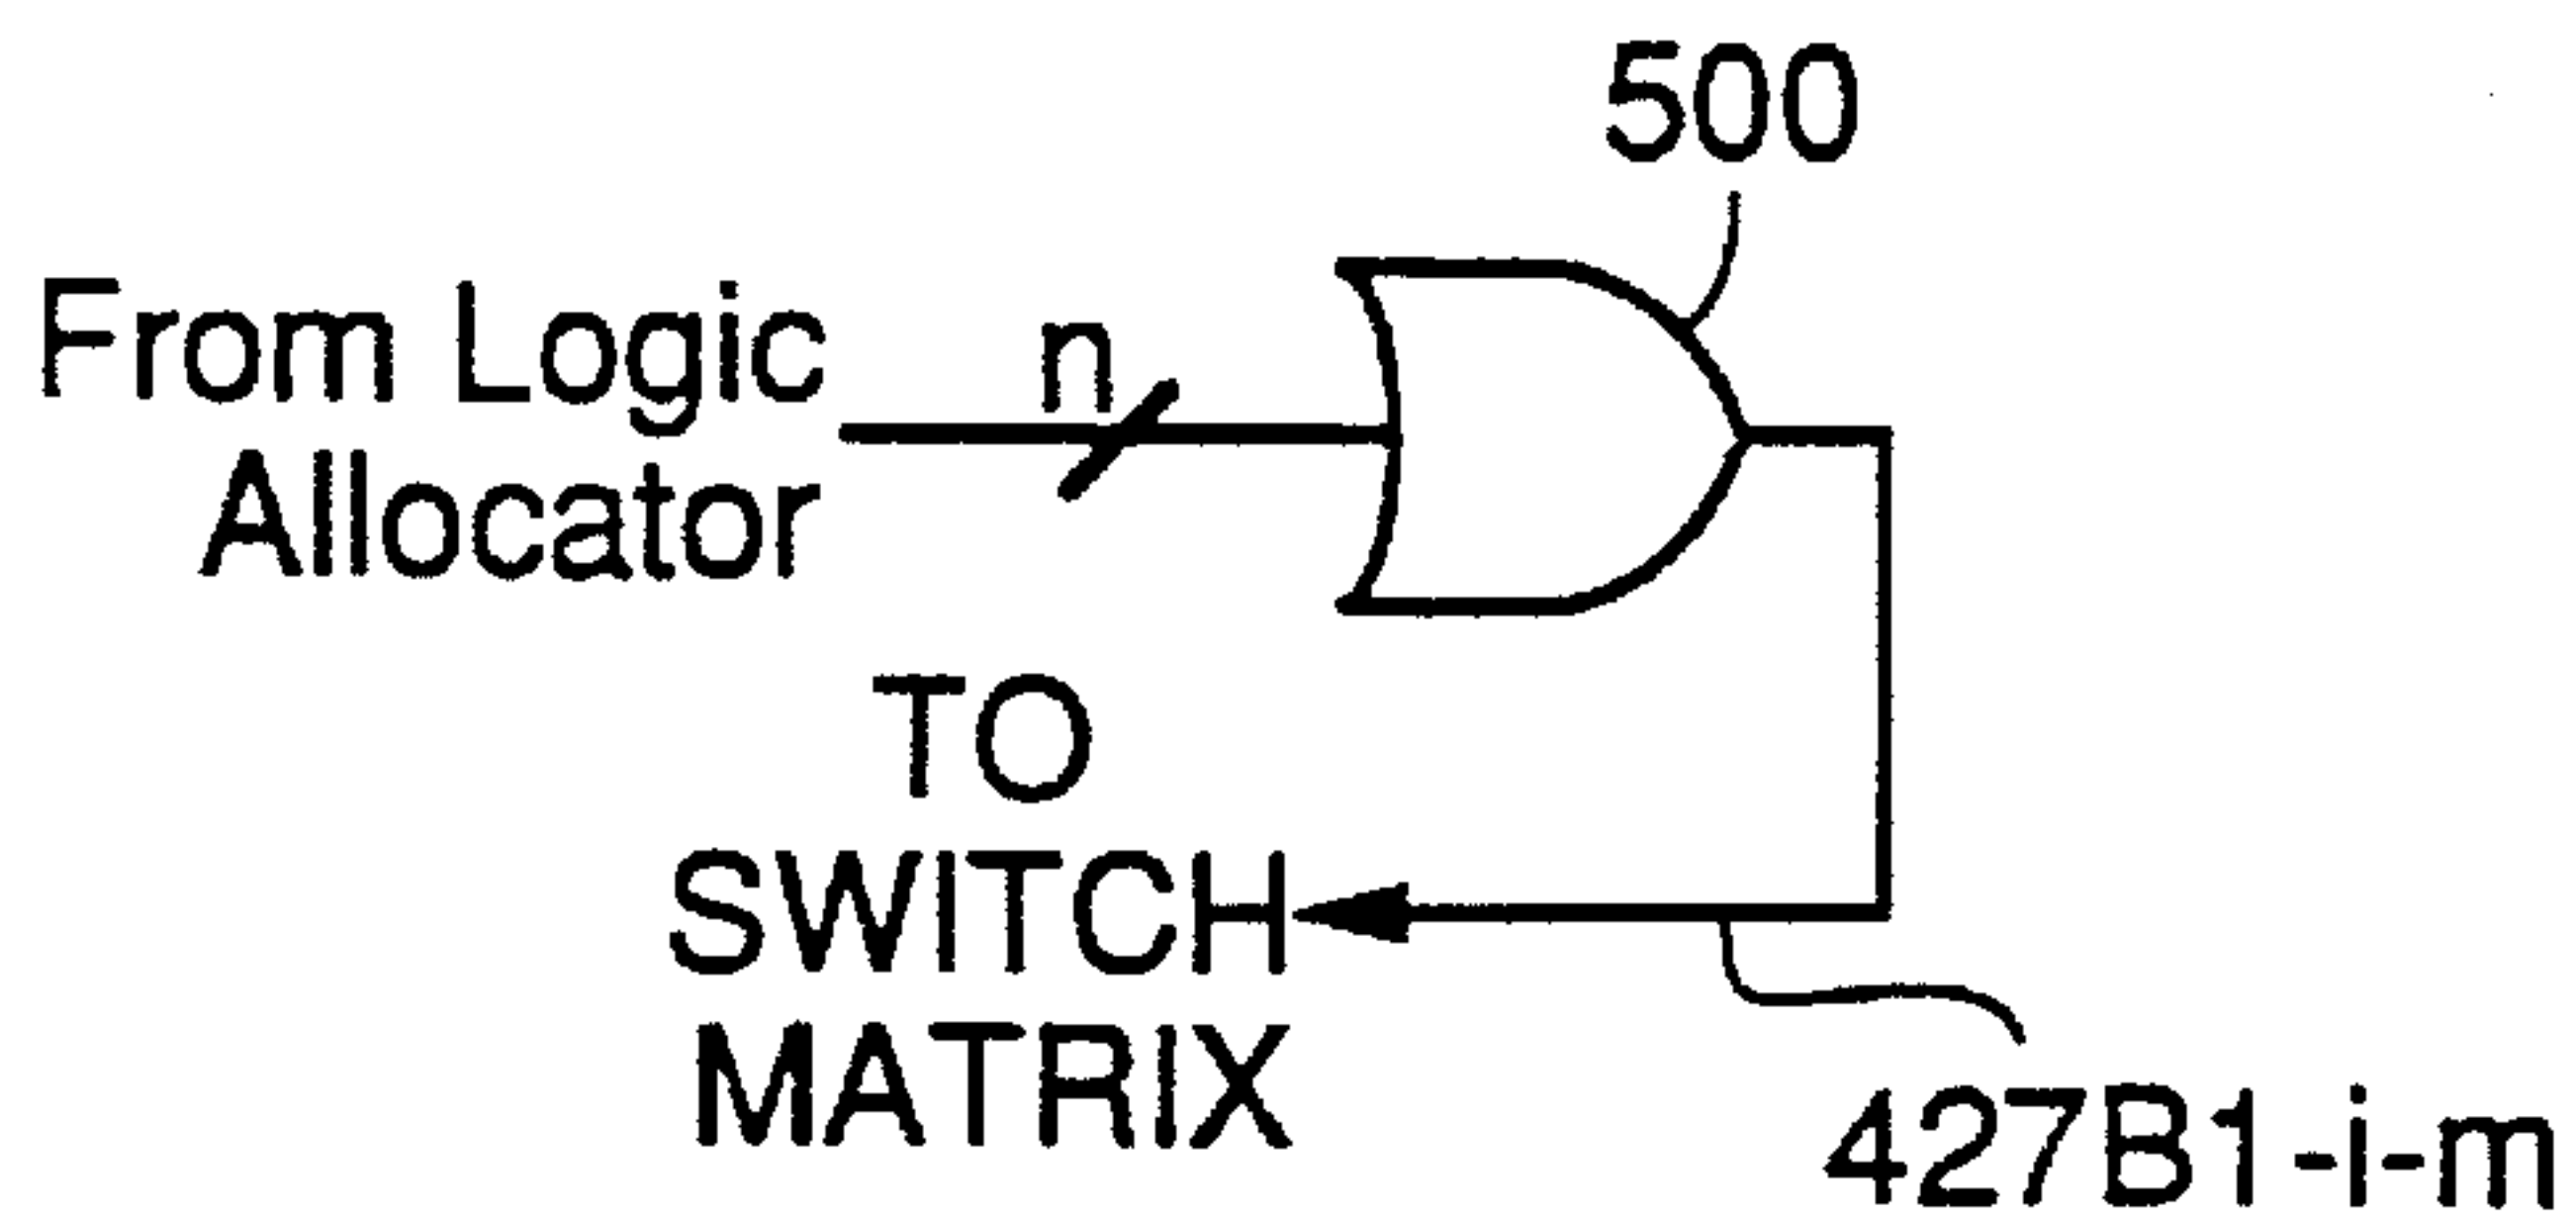 500
From Logic
n
Allocator
TO
SWITCH
MATRIX
427B1-i-m